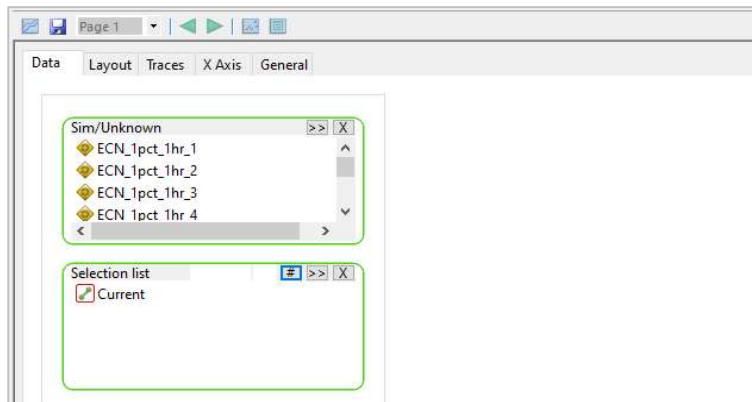 Page 1
Data Layout Traces X Axis General
Sim/Unknown >> X
ECN_1pct_1hr_1
ECN_1pct_1hr_2
ECN_1pct_1hr_3
ECN_1pct_1hr_4
Selection list # >> X
Current